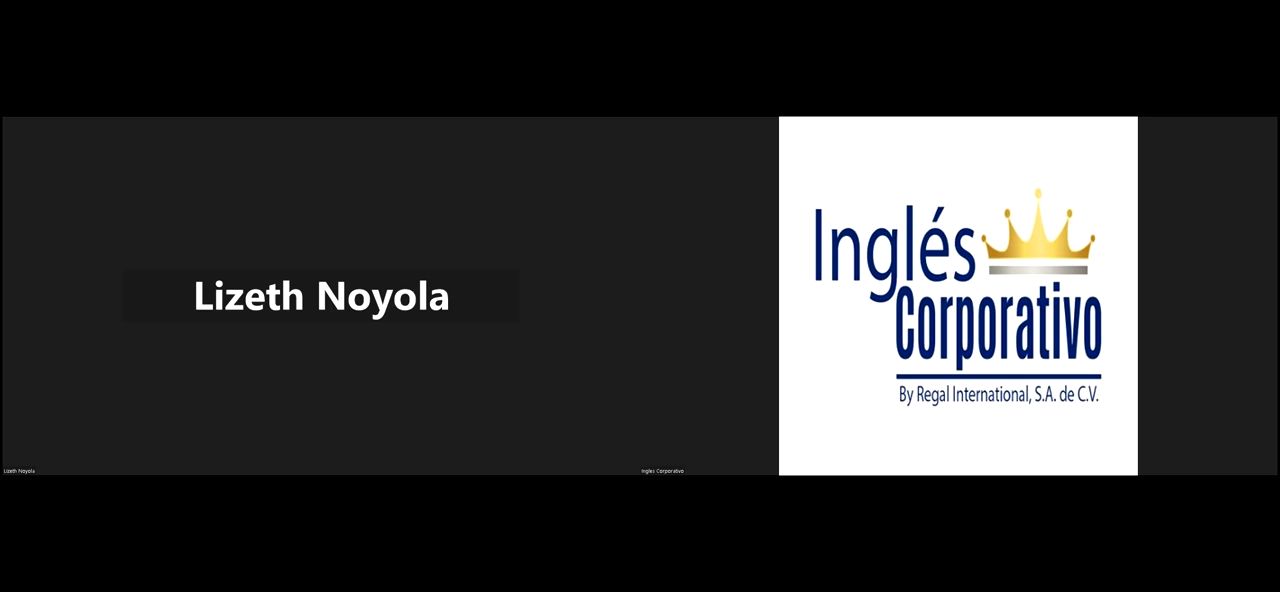 Lizeth Noyola
Lizeth Noyola
Inglés
Corporativo
By Regal International, S.A. de C.V.
Ingles Corporativo